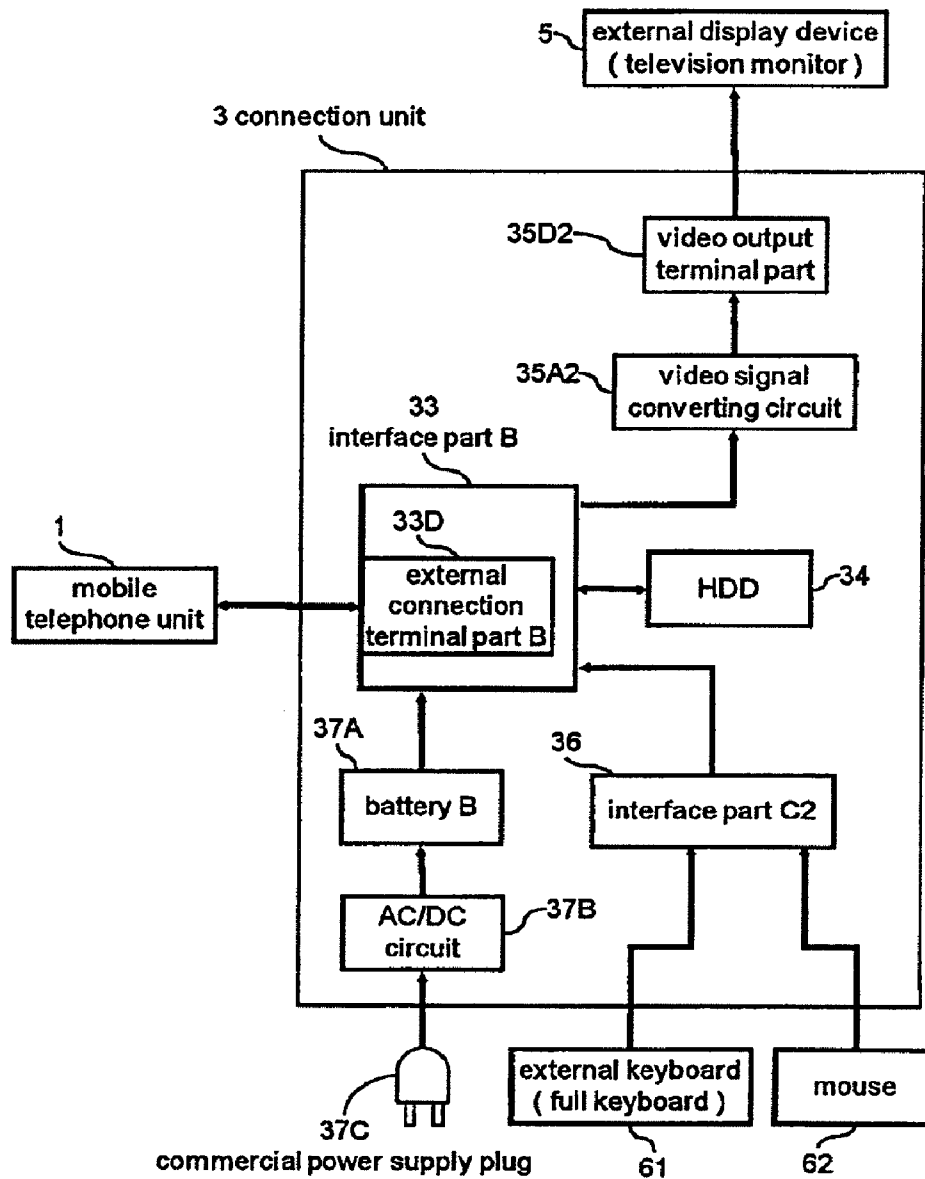 5
external display device
( television monitor )
3 connection unit
35D2
video output
terminal part
35A2
video signal
converting circuit
33
interface part B
33D
external
connection
terminal part B
1
mobile
telephone unit
HDD
34
37A
battery B
36
interface part C2
AC/DC
circuit
37B
37C
commercial power supply plug
external keyboard
( full keyboard )
61
mouse
62